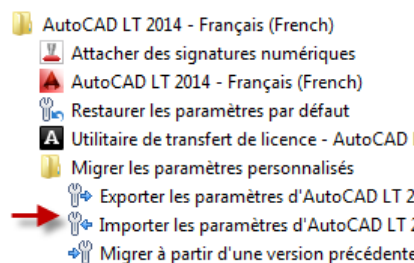 AutoCAD LT 2014 - Français (French)
Attacher des signatures numériques
AutoCAD LT 2014 - Français (French)
Restaurer les paramètres par défaut
Utilitaire de transfert de licence - AutoCAD
Migrer les paramètres personnalisés
Exporter les paramètres d'AutoCAD LT 2
Importer les paramètres d'AutoCAD LT 2
Migrer à partir d'une version précédente